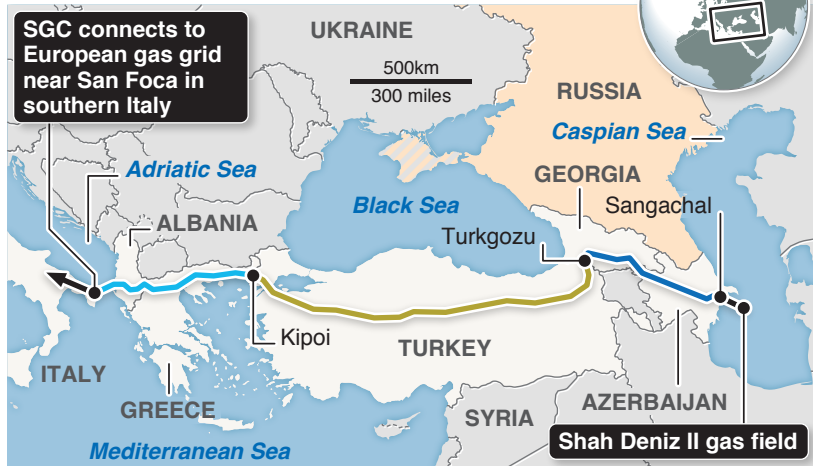 SGC connects to
European gas grid
near San Foca in
southern Italy
UKRAINE
500km
300 miles
RUSSIA
Caspian Sea
Adriatic Sea
GEORGIA
Black Sea
Sangachal
ALBANIA
Turkgozu
Kipoi
TURKEY
ITALY
GREECE
SYRIA
AZERBAIJAN
Mediterranean Sea
Shah Deniz II gas field